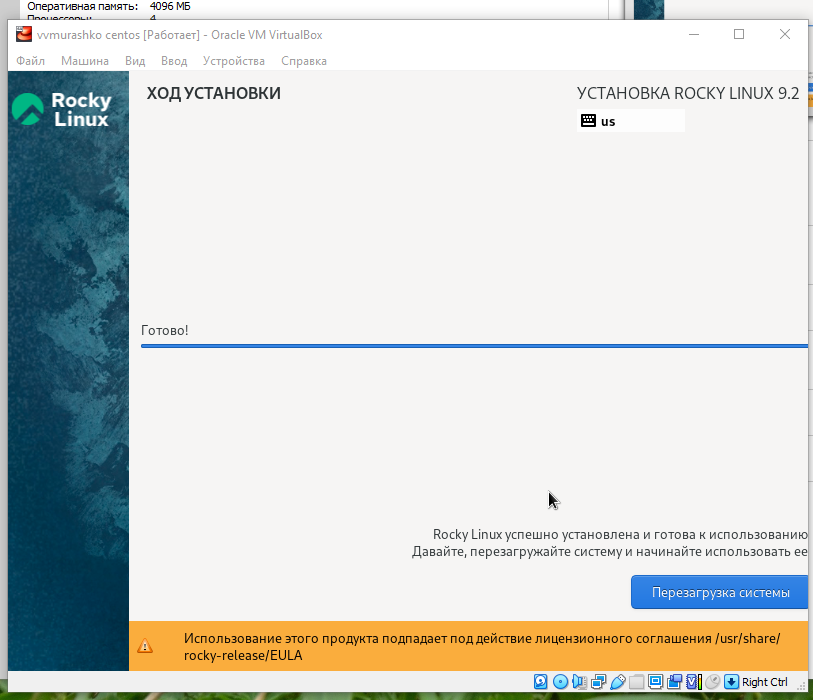 Оперативная память: 4096 МБ
Процессоры: 4
vvmurashko centos [Работает] - Oracle VM VirtualBox
Файл Машина Вид Ввод Устройства Справка
Rocky
Linux
ХОД УСТАНОВКИ
УСТАНОВКА ROCKY LINUX 9.2
us
Готово!
Rocky Linux успешно установлена и готова к использованию
Давайте, перезагружайте систему и начинайте использовать ее
Перезагрузка системы
Использование этого продукта подпадает под действие лицензионного соглашения /usr/share/
rocky-release/EULA
Right Ctrl